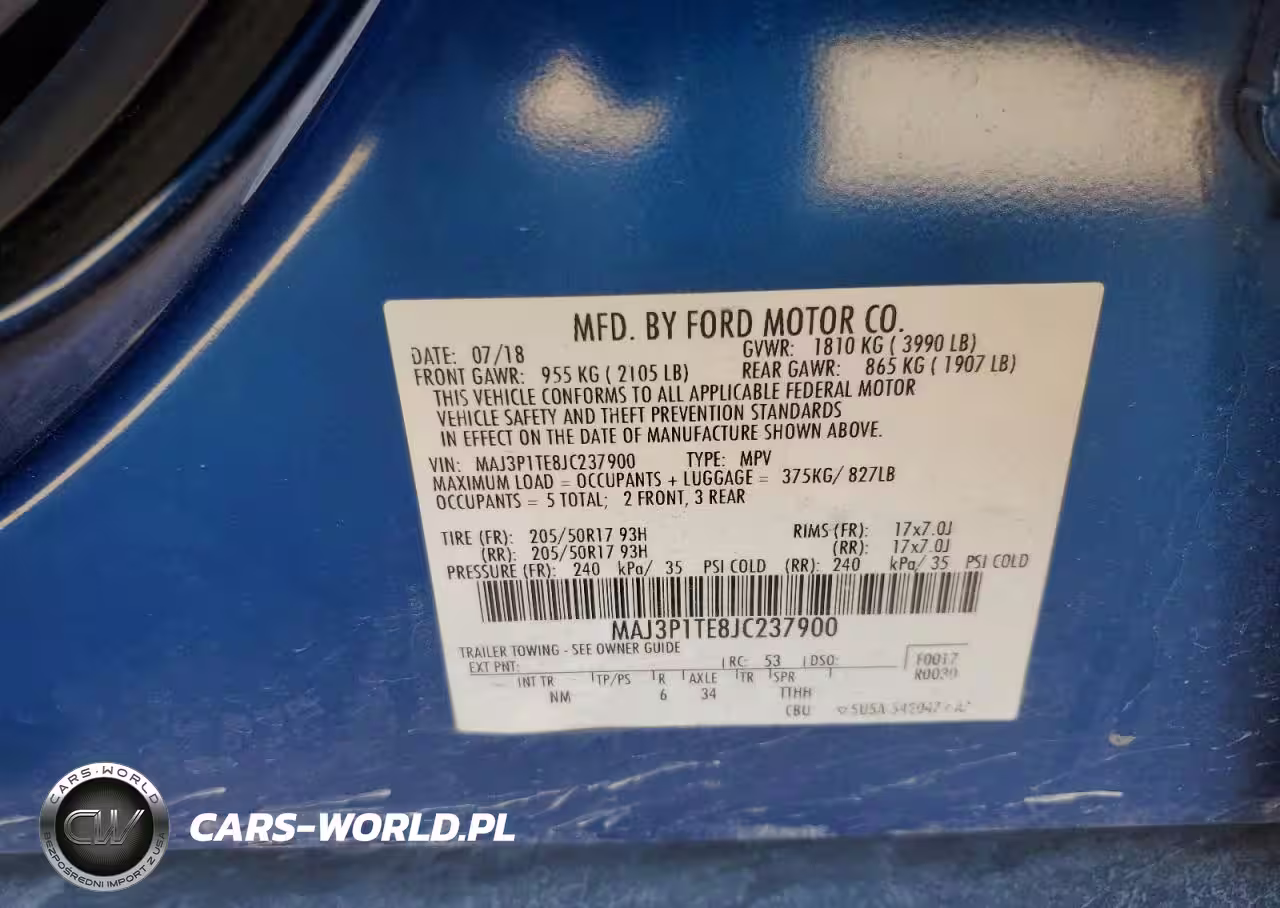 MFD. BY FORD MOTOR CO.
DATE: 07/18 GVWR: 1810 KG ( 3990 LB)
FRONT GAWR: 955 KG ( 2105 LB) REAR GAWR: 865 KG ( 1907 LB)
THIS VEHICLE CONFORMS TO ALL APPLICABLE FEDERAL MOTOR
VEHICLE SAFETY AND THEFT PREVENTION STANDARDS
IN EFFECT ON THE DATE OF MANUFACTURE SHOWN ABOVE.
VIN: MAJ3P1TE8JC237900 TYPE: MPV
MAXIMUM LOAD = OCCUPANTS + LUGGAGE = 375KG/ 827LB
OCCUPANTS = 5 TOTAL; 2 FRONT, 3 REAR
TIRE (FR): 205/50R17 93H RIMS (FR): 17x7.0J
(RR): 205/50R17 93H (RR): 17x7.0J
PRESSURE (FR): 240 kPa/ 35 PSI COLD (RR): 240 kPa/ 35 PSI COLD
MAJ3P1TE8JC237900
TRAILER TOWING - SEE OWNER GUIDE
EXT PNT: RC: 53 DSO: F0017
R0030
INT TR TP/PS R AXLE TR SPR
NM 6 34 TTHH
CBU
CARS-WORLD
CW
BEZPOŚREDNI IMPORT Z USA
CARS-WORLD.PL